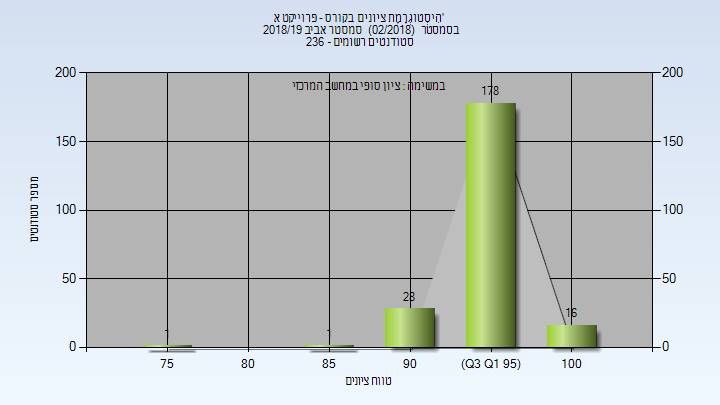 היסטוגרמת ציונים בקורס - פרוייקט א'
בסמסטר (02/2018) סמסטר אביב 2018/19
סטודנטים רשומים - 236
במשימה : ציון סופי במחשב המרכזי
מספר סטודנטים
200
150
100
50
0
200
150
100
50
0
1
1
28
178
16
75
80
85
90
(Q3 Q1 95)
100
טווח ציונים